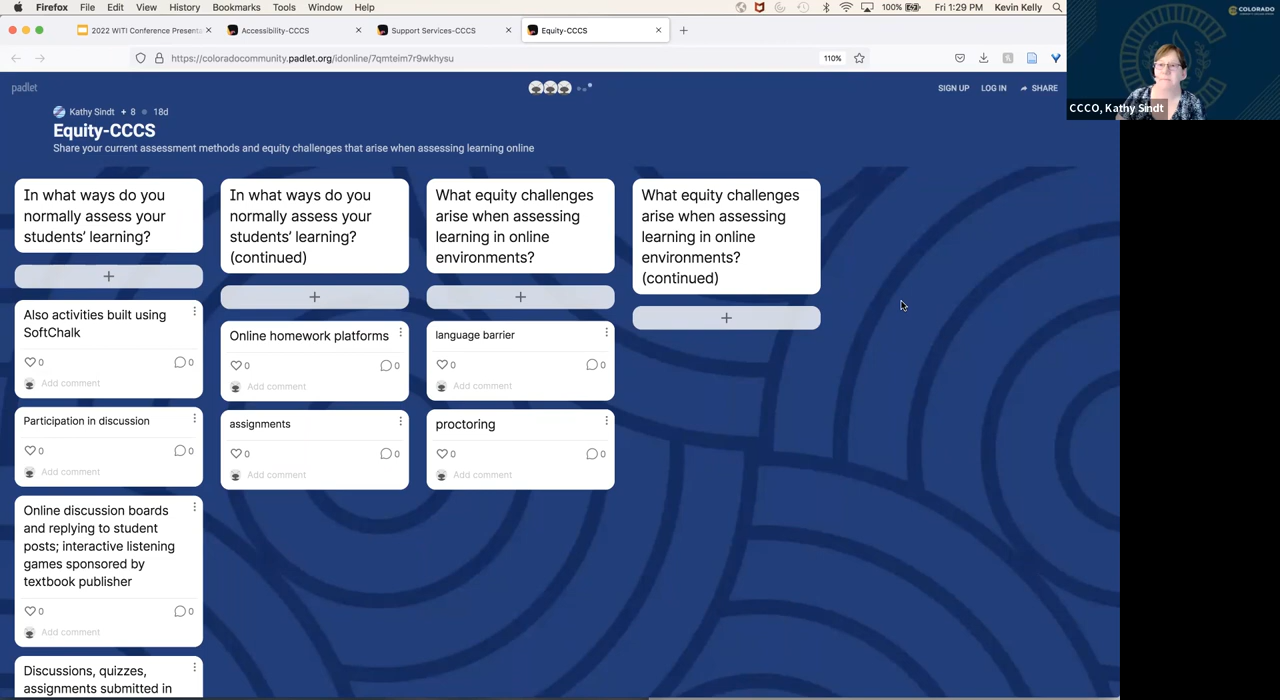 Firefox File Edit View History Bookmarks Tools Window Help
100% Fri 1:29 PM Kevin Kelly
2022 WITI Conference Present
Accessibility-CCCS
Support Services-CCCS
Equity-CCCS
https://coloradocommunity.padlet.org/idonline/7qmteim7r9wkhysu
110%
padlet
SIGN UP LOG IN SHARE
Kathy Sindt + 8 18d
Equity-CCCS
Share your current assessment methods and equity challenges that arise when assessing learning online
In what ways do you
normally assess your
students' learning?
+
Also activities built using
SoftChalk
0 0
Add comment
Participation in discussion
0 0
Add comment
Online discussion boards
and replying to student
posts; interactive listening
games sponsored by
textbook publisher
0 0
Add comment
Discussions, quizzes,
assignments submitted in
In what ways do you
normally assess your
students' learning?
(continued)
+
Online homework platforms
0 0
Add comment
assignments
0 0
Add comment
What equity challenges
arise when assessing
learning in online
environments?
+
language barrier
0 0
Add comment
proctoring
0 0
Add comment
What equity challenges
arise when assessing
learning in online
environments?
(continued)
+
COLORADO
CCCO, Kathy Sindt